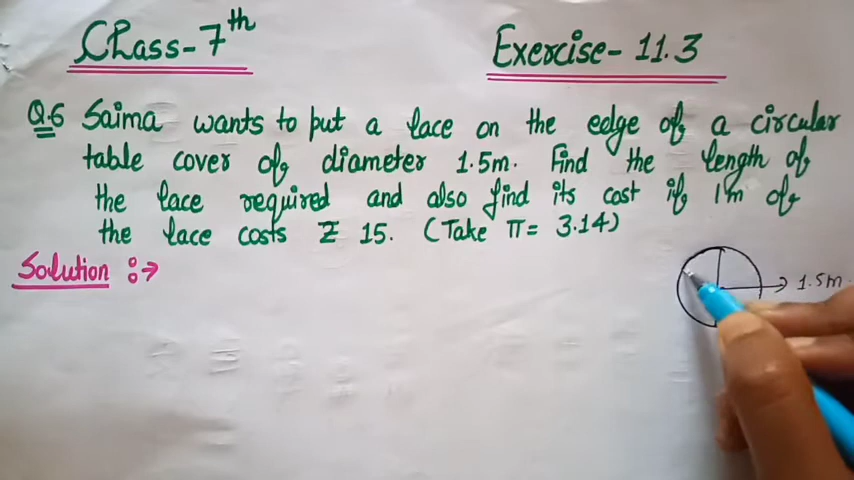 Class-7th
Exercise-11.3
Q.6 Saima wants to put a lace on the edge of a circular
table cover of diameter 1.5m. Find the length of
the lace required and also find its cost if 1m of
the lace costs ₹ 15. (Take π= 3.14)
Solution :→
1.5m.